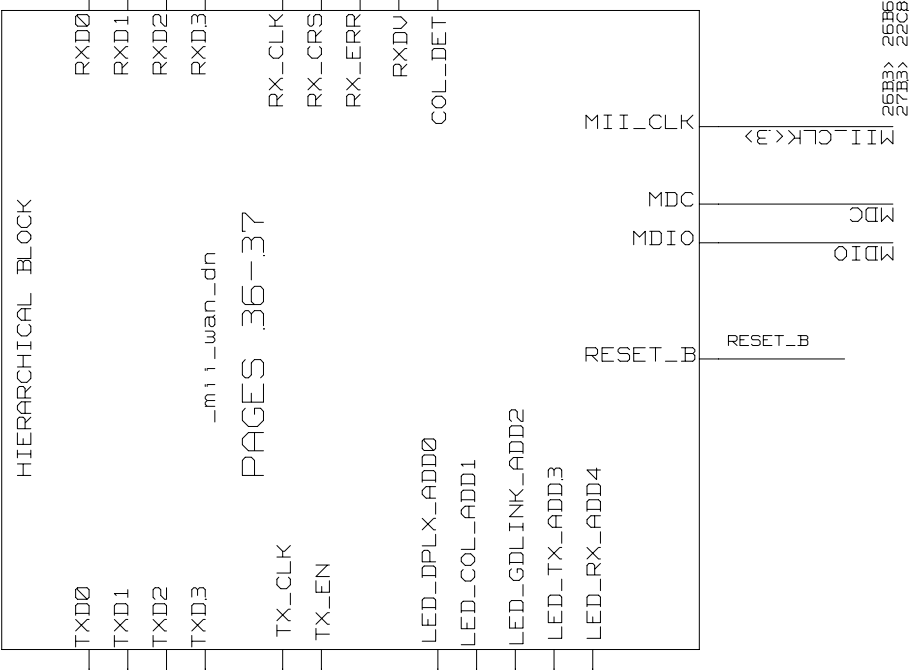 RXD0
RXD1
RXD2
RXD3
RX_CLK
RX_CRS
RX_ERR
RXDV
COL_DET
26B3> 26B6
27B3> 22C8
MII_CLK
MII_CLK<3>
MDC
MDC
MDIO
MDIO
RESET_B
RESET_B
HIERARCHICAL BLOCK
_mii_wan_dn
PAGES 36-37
TXD0
TXD1
TXD2
TXD3
TX_CLK
TX_EN
LED_DPLX_ADD0
LED_COL_ADD1
LED_GDLINK_ADD2
LED_TX_ADD3
LED_RX_ADD4